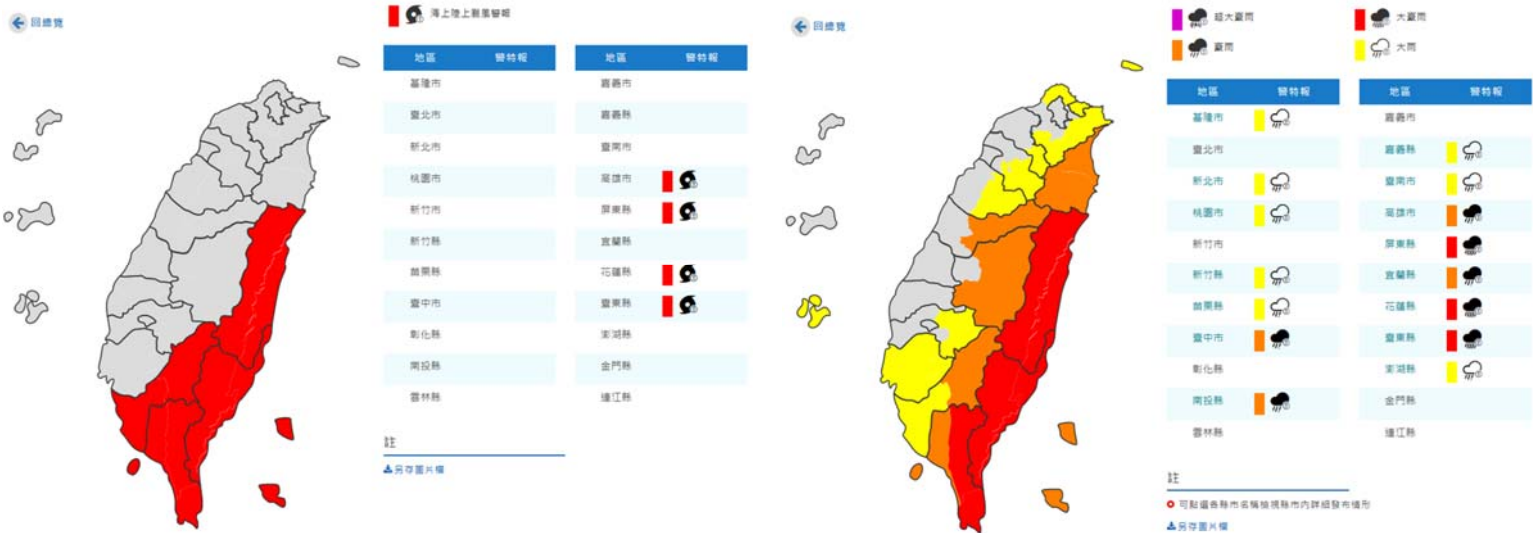 回總覽
海上陸上颱風警報
地區 警特報 地區 警特報
基隆市 嘉義市
臺北市 嘉義縣
新北市 臺南市
桃園市 高雄市
新竹市 屏東縣
新竹縣 宜蘭縣
苗栗縣 花蓮縣
臺中市 臺東縣
彰化縣 澎湖縣
南投縣 金門縣
雲林縣 連江縣
註
另存圖片檔
回總覽
超大豪雨 大豪雨
豪雨 大雨
地區 警特報 地區 警特報
基隆市 嘉義市
臺北市 嘉義縣
新北市 臺南市
桃園市 高雄市
新竹市 屏東縣
新竹縣 宜蘭縣
苗栗縣 花蓮縣
臺中市 臺東縣
彰化縣 澎湖縣
南投縣 金門縣
雲林縣 連江縣
註
可點選各縣市名稱檢視縣市內詳細發布情形
另存圖片檔